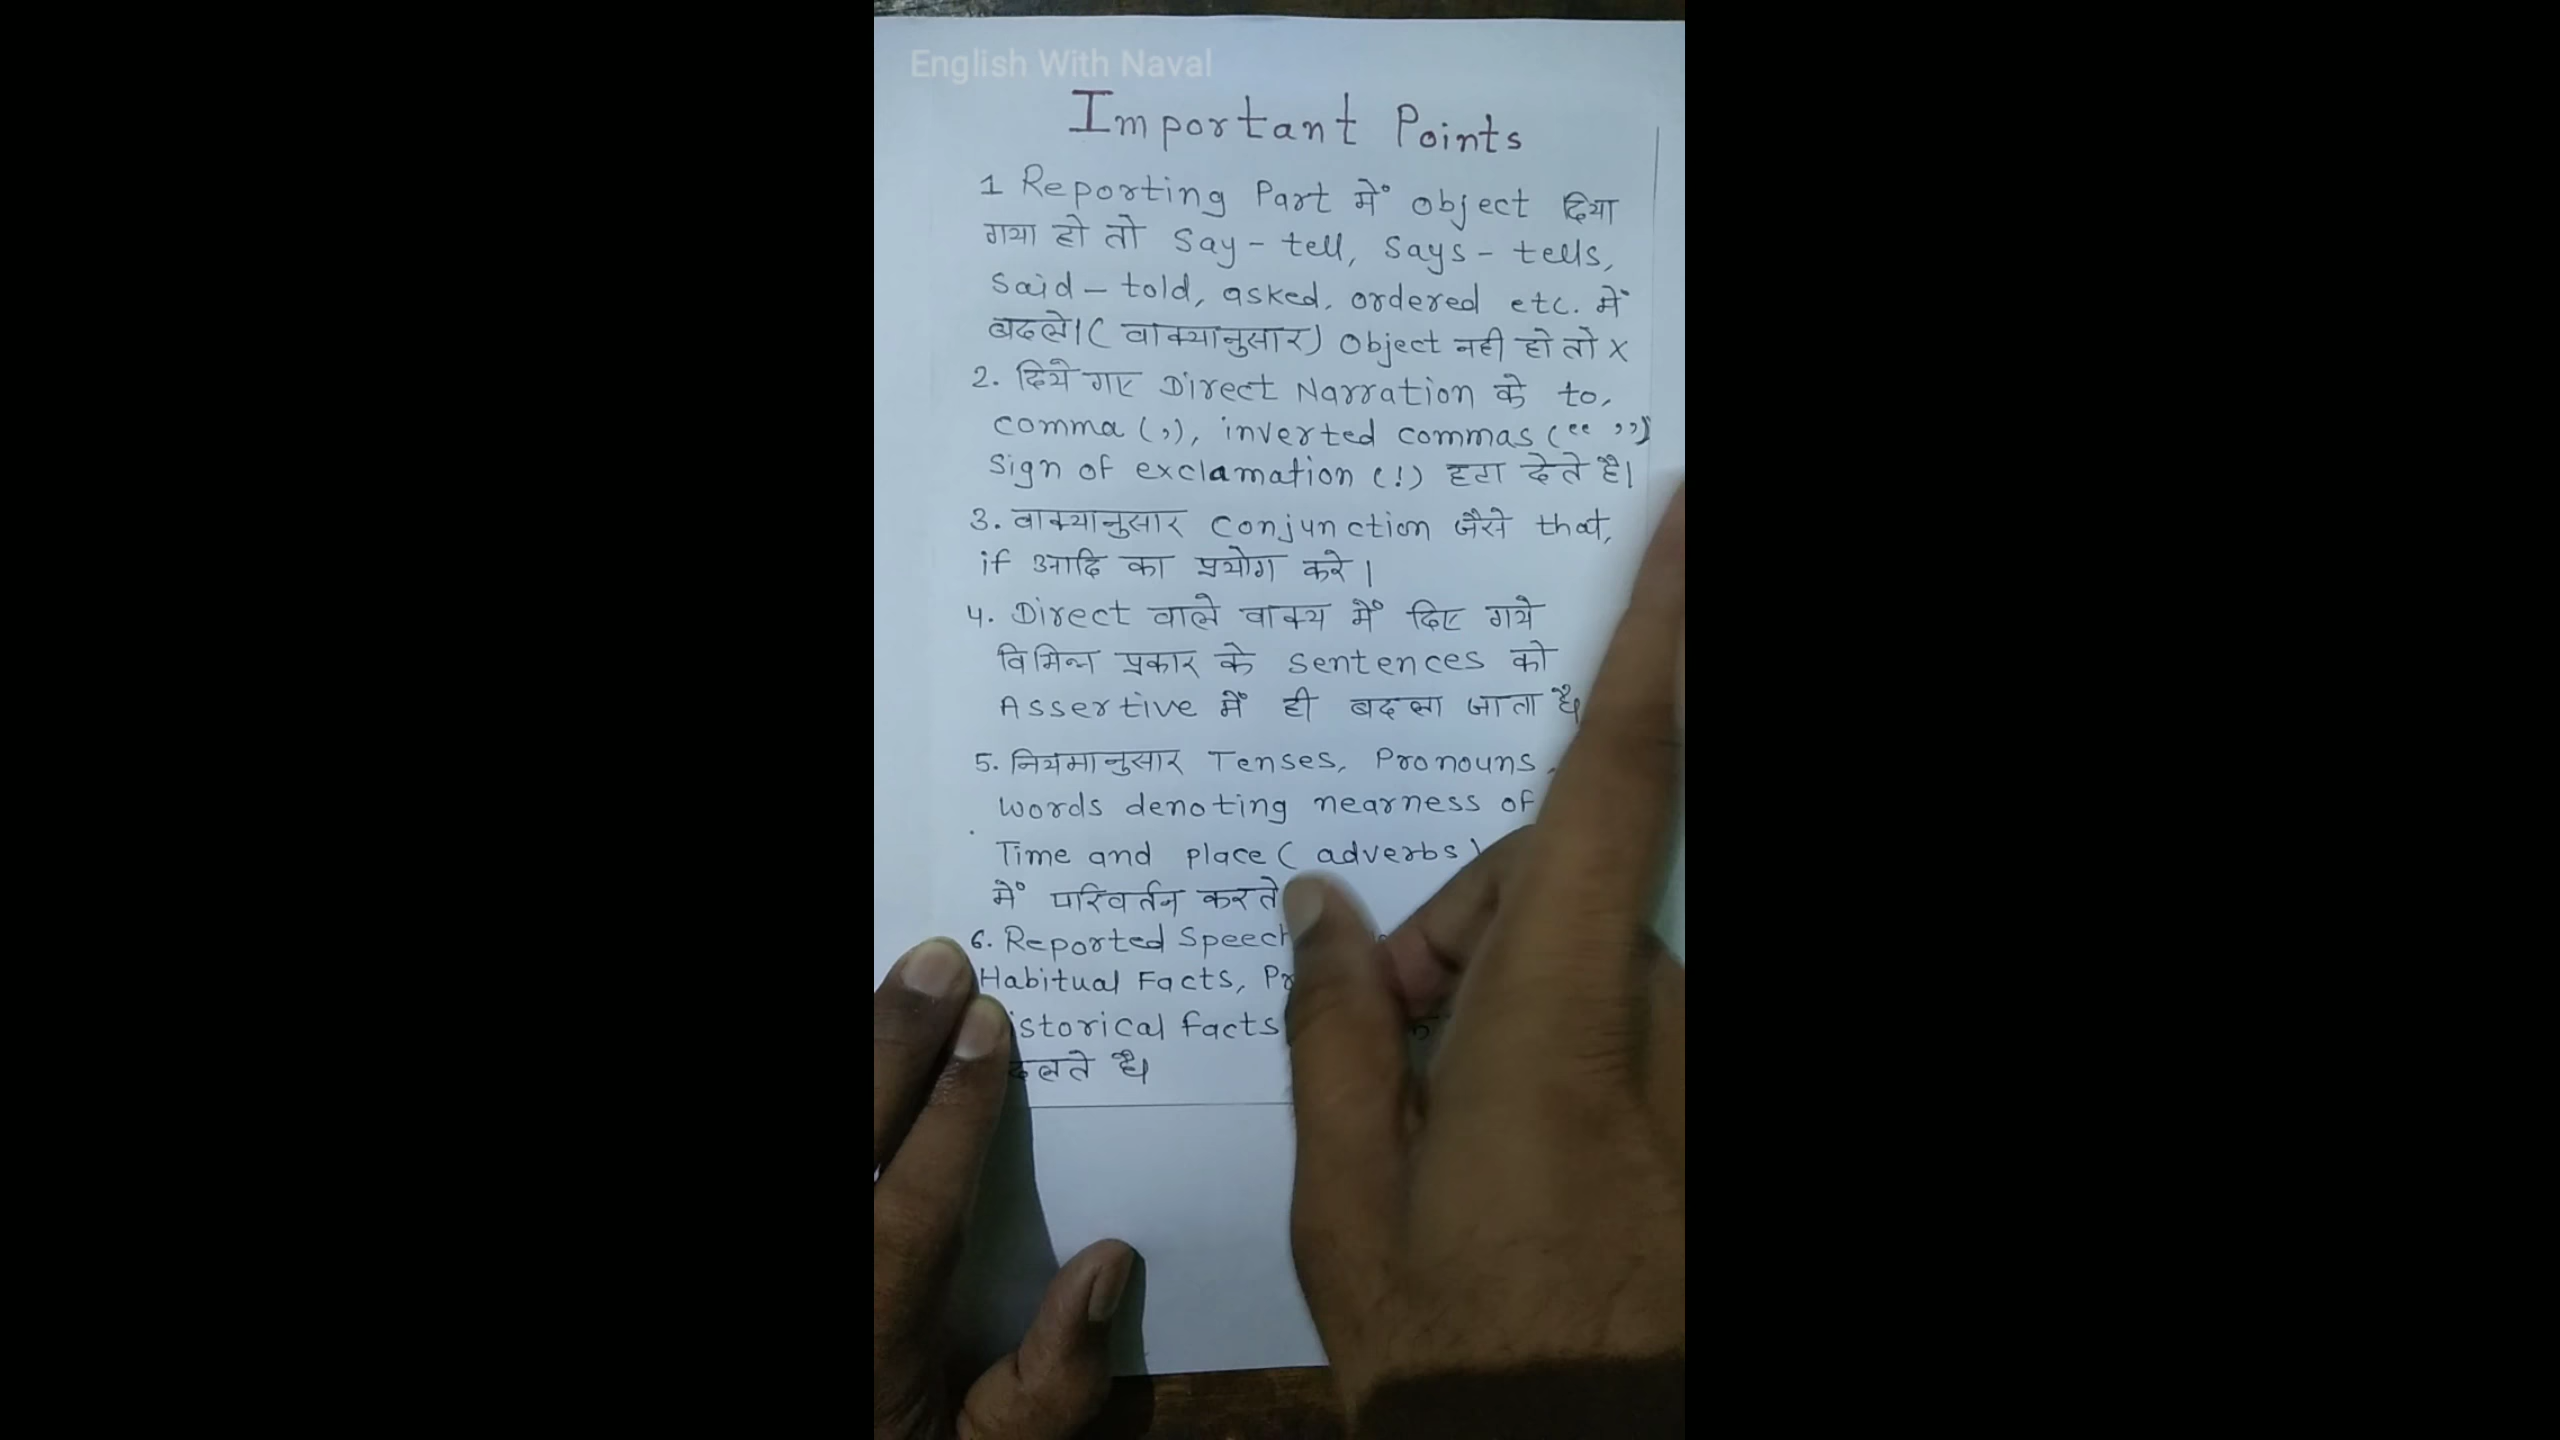 English With Naval
Important Points
1 Reporting Part में object दिया
गया हो तो Say - tell, Says - tells,
Said - told, asked, ordered etc. में
बदले। ( वाक्यानुसार ) Object नही हो तो X
2. दिये गए Direct Narration के to,
comma (,), inverted commas (“ ”)
Sign of exclamation (!) हटा देते है।
3. वाक्यानुसार Conjunction जैसे that,
if आदि का प्रयोग करे ।
4. Direct वाले वाक्य में दिए गये
विभिन्न प्रकार के Sentences को
Assertive में ही बदला जाता है
5. नियमानुसार Tenses, Pronouns,
words denoting nearness of
Time and place ( adverbs )
में परिवर्तन करते
6. Reported Speech
Habitual Facts,
istorical facts
दलते है।